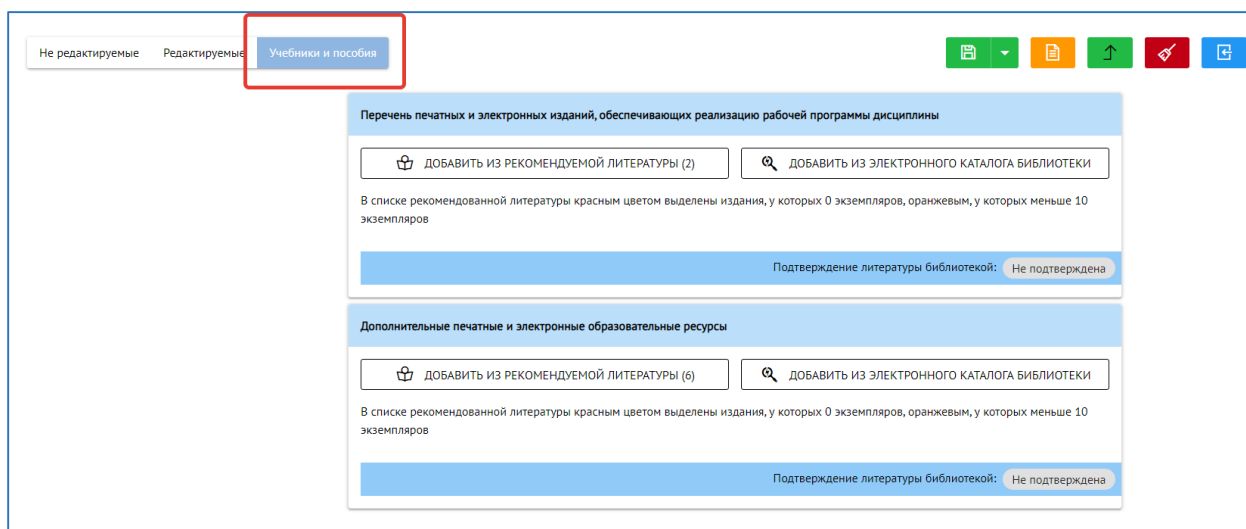 Не редактируемые Редактируемые Учебники и пособия
Перечень печатных и электронных изданий, обеспечивающих реализацию рабочей программы дисциплины
ДОБАВИТЬ ИЗ РЕКОМЕНДУЕМОЙ ЛИТЕРАТУРЫ (2) ДОБАВИТЬ ИЗ ЭЛЕКТРОННОГО КАТАЛОГА БИБЛИОТЕКИ
В списке рекомендованной литературы красным цветом выделены издания, у которых 0 экземпляров, оранжевым, у которых меньше 10
экземпляров
Подтверждение литературы библиотекой: Не подтверждена
Дополнительные печатные и электронные образовательные ресурсы
ДОБАВИТЬ ИЗ РЕКОМЕНДУЕМОЙ ЛИТЕРАТУРЫ (6) ДОБАВИТЬ ИЗ ЭЛЕКТРОННОГО КАТАЛОГА БИБЛИОТЕКИ
В списке рекомендованной литературы красным цветом выделены издания, у которых 0 экземпляров, оранжевым, у которых меньше 10
экземпляров
Подтверждение литературы библиотекой: Не подтверждена